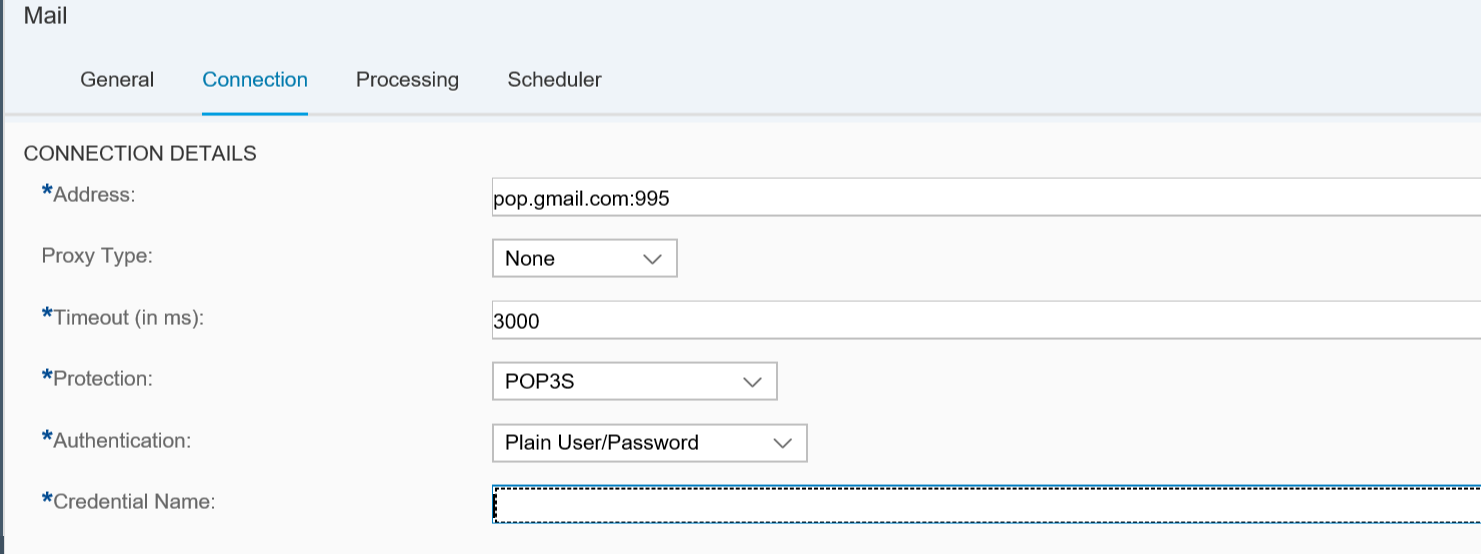 Mail
General Connection Processing Scheduler
CONNECTION DETAILS
*Address: pop.gmail.com:995
Proxy Type: None
*Timeout (in ms): 3000
*Protection: POP3S
*Authentication: Plain User/Password
*Credential Name: